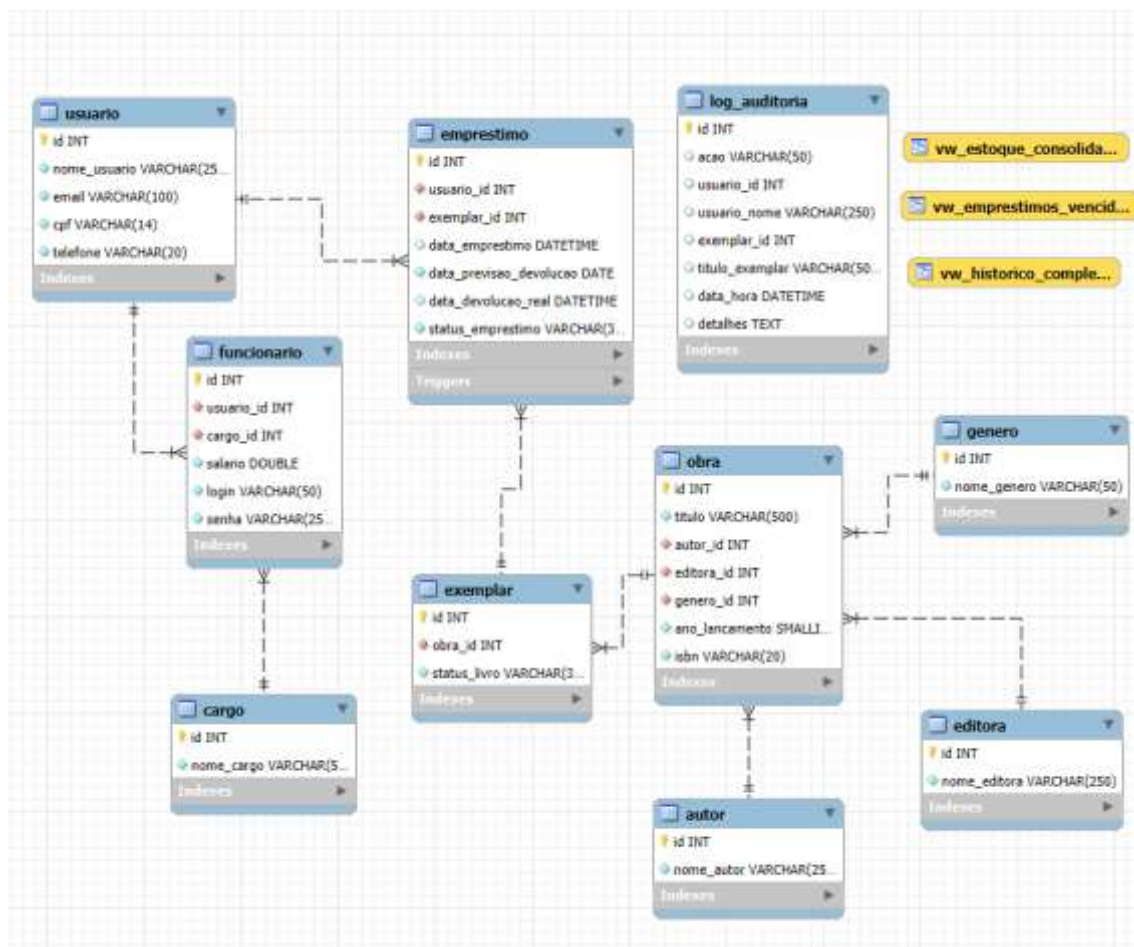 usuario
id INT
nome_usuario VARCHAR(25...
email VARCHAR(100)
cpf VARCHAR(14)
telefone VARCHAR(20)
Indexes
emprestimo
id INT
usuario_id INT
exemplar_id INT
data_emprestimo DATETIME
data_previsao_devolucao DATE
data_devolucao_real DATETIME
status_emprestimo VARCHAR(3...
Indexes
Triggers
log_auditoria
id INT
acao VARCHAR(50)
usuario_id INT
usuario_nome VARCHAR(250)
exemplar_id INT
titulo_exemplar VARCHAR(50...
data_hora DATETIME
detalhes TEXT
Indexes
vw_estoque_consolida...
vw_emprestimos_vencid...
vw_historico_comple...
funcionario
id INT
usuario_id INT
cargo_id INT
salario DOUBLE
login VARCHAR(50)
senha VARCHAR(25...
Indexes
obra
id INT
titulo VARCHAR(500)
autor_id INT
editora_id INT
genero_id INT
ano_lancamento SMALLI...
isbn VARCHAR(20)
Indexes
genero
id INT
nome_genero VARCHAR(50)
Indexes
exemplar
id INT
obra_id INT
status_livro VARCHAR(3...
Indexes
cargo
id INT
nome_cargo VARCHAR(5...
Indexes
editora
id INT
nome_editora VARCHAR(250)
Indexes
autor
id INT
nome_autor VARCHAR(25...
Indexes